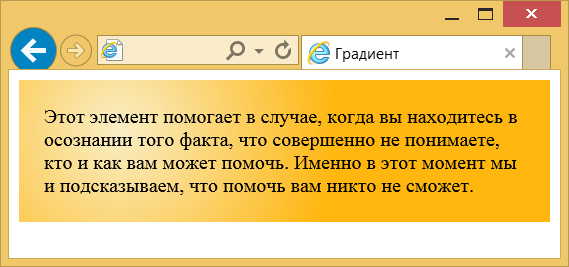 Градиент
Этот элемент помогает в случае, когда вы находитесь в
осознании того факта, что совершенно не понимаете,
кто и как вам может помочь. Именно в этот момент мы
и подсказываем, что помочь вам никто не сможет.